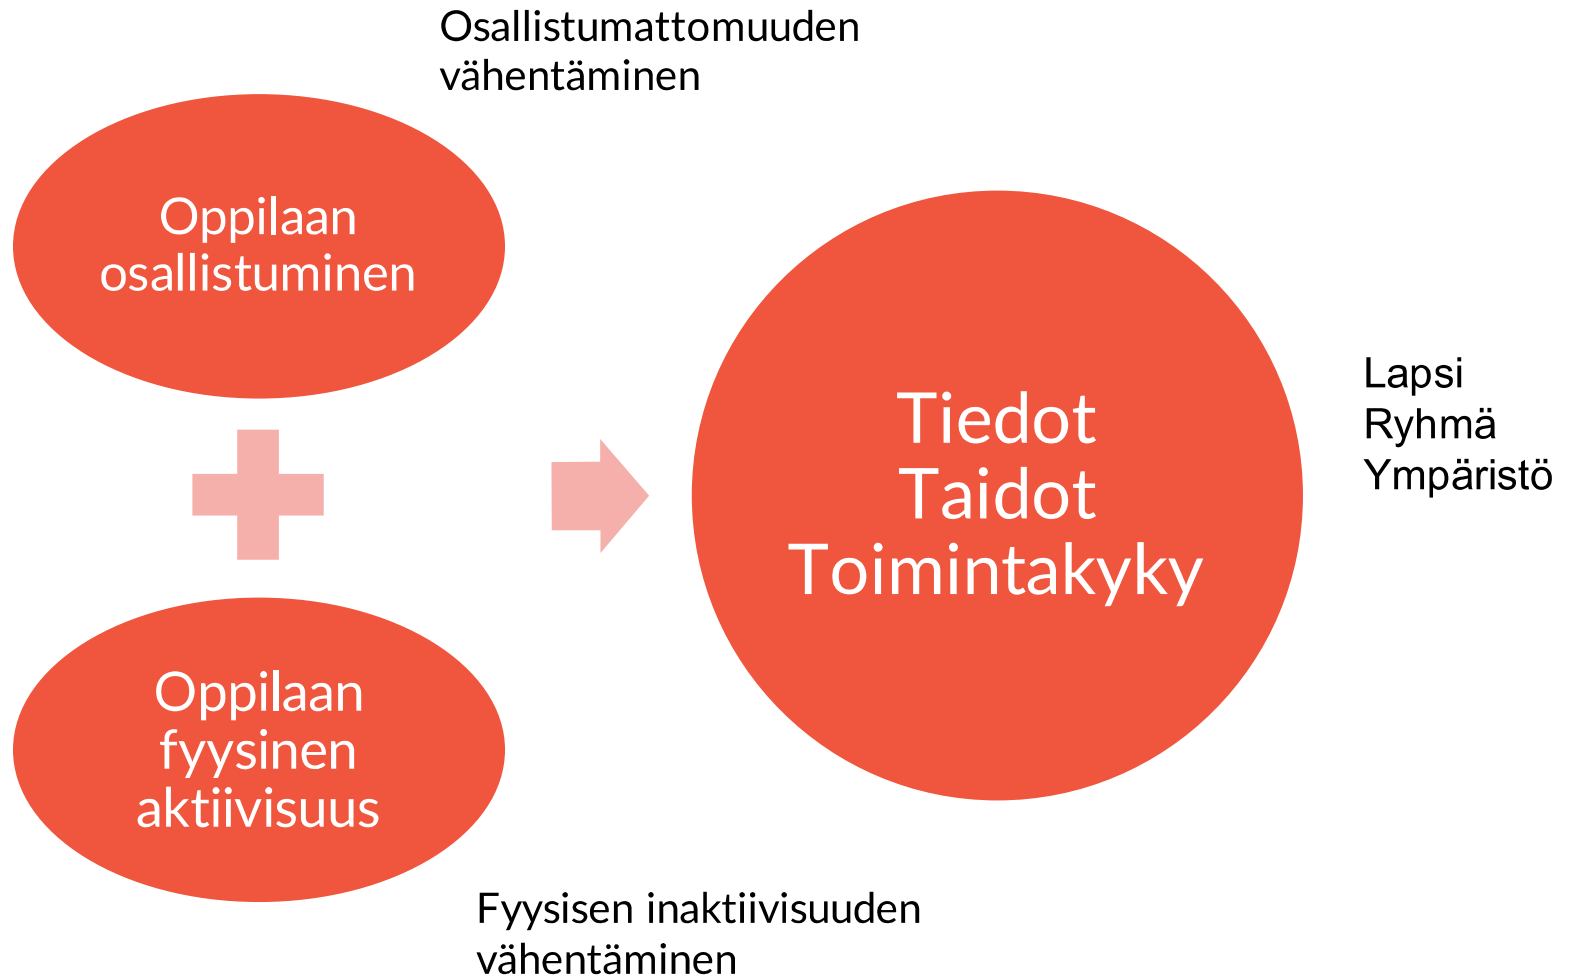 Osallistumattomuuden
vähentäminen
Oppilaan
osallistuminen
Tiedot
Taidot
Toimintakyky
Lapsi
Ryhmä
Ympäristö
Oppilaan
fyysinen
aktiivisuus
Fyysisen inaktiivisuuden
vähentäminen